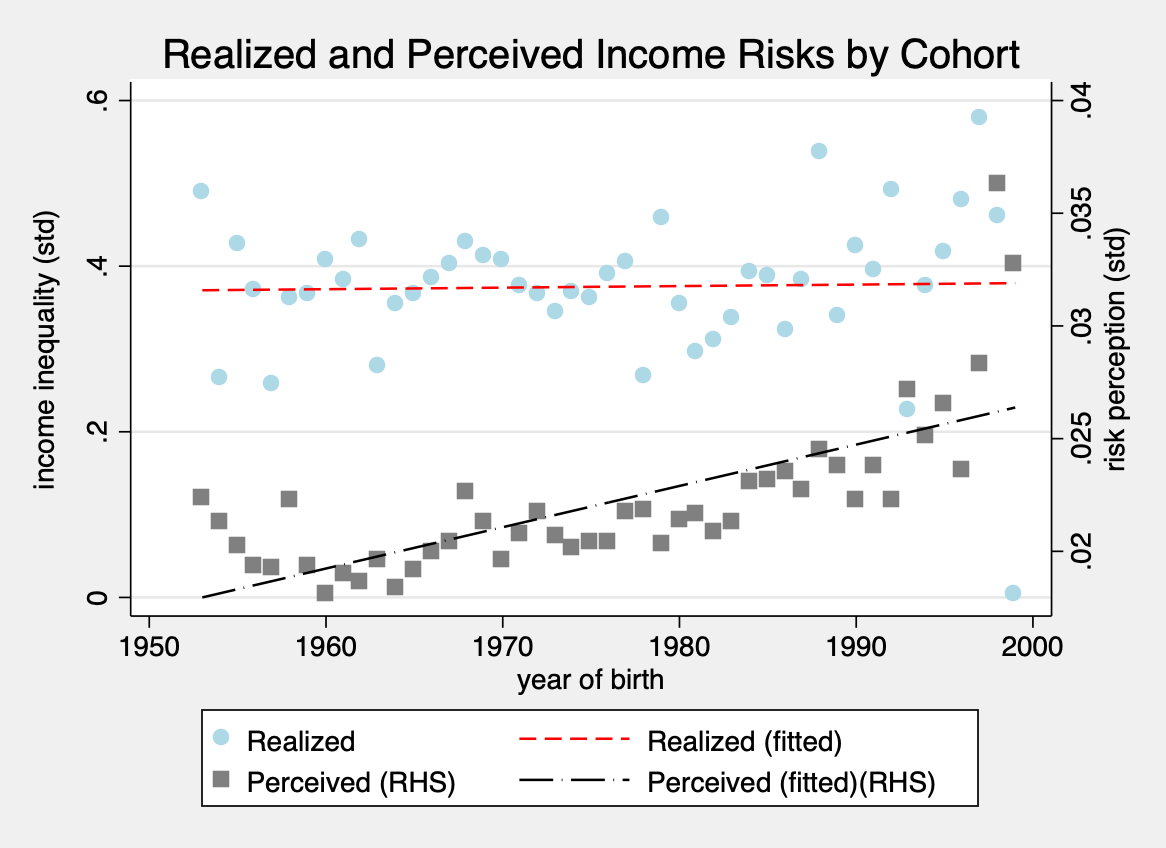 Realized and Perceived Income Risks by Cohort
.6
.4
.2
0
income inequality (std)
.04
.035
.03
.025
.02
risk perception (std)
1950 1960 1970 1980 1990 2000
year of birth
Realized Realized (fitted)
Perceived (RHS) Perceived (fitted)(RHS)